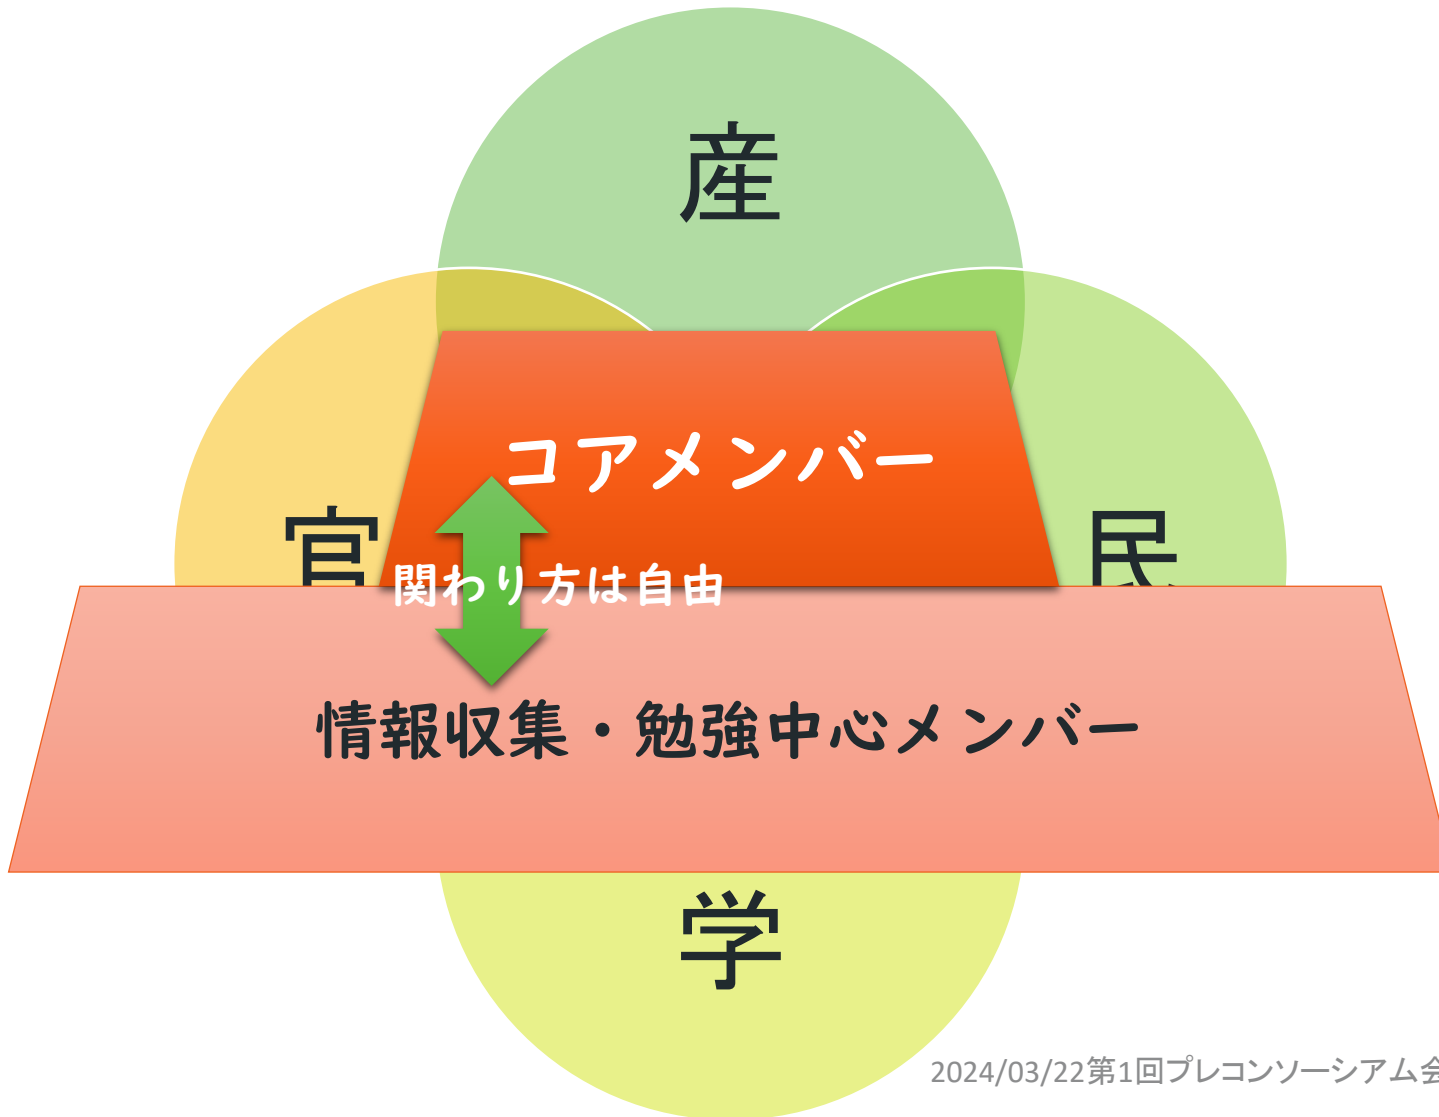 産
コアメンバー
官
民
関わり方は自由
情報収集・勉強中心メンバー
学
2024/03/22第1回プレコンソーシアム会